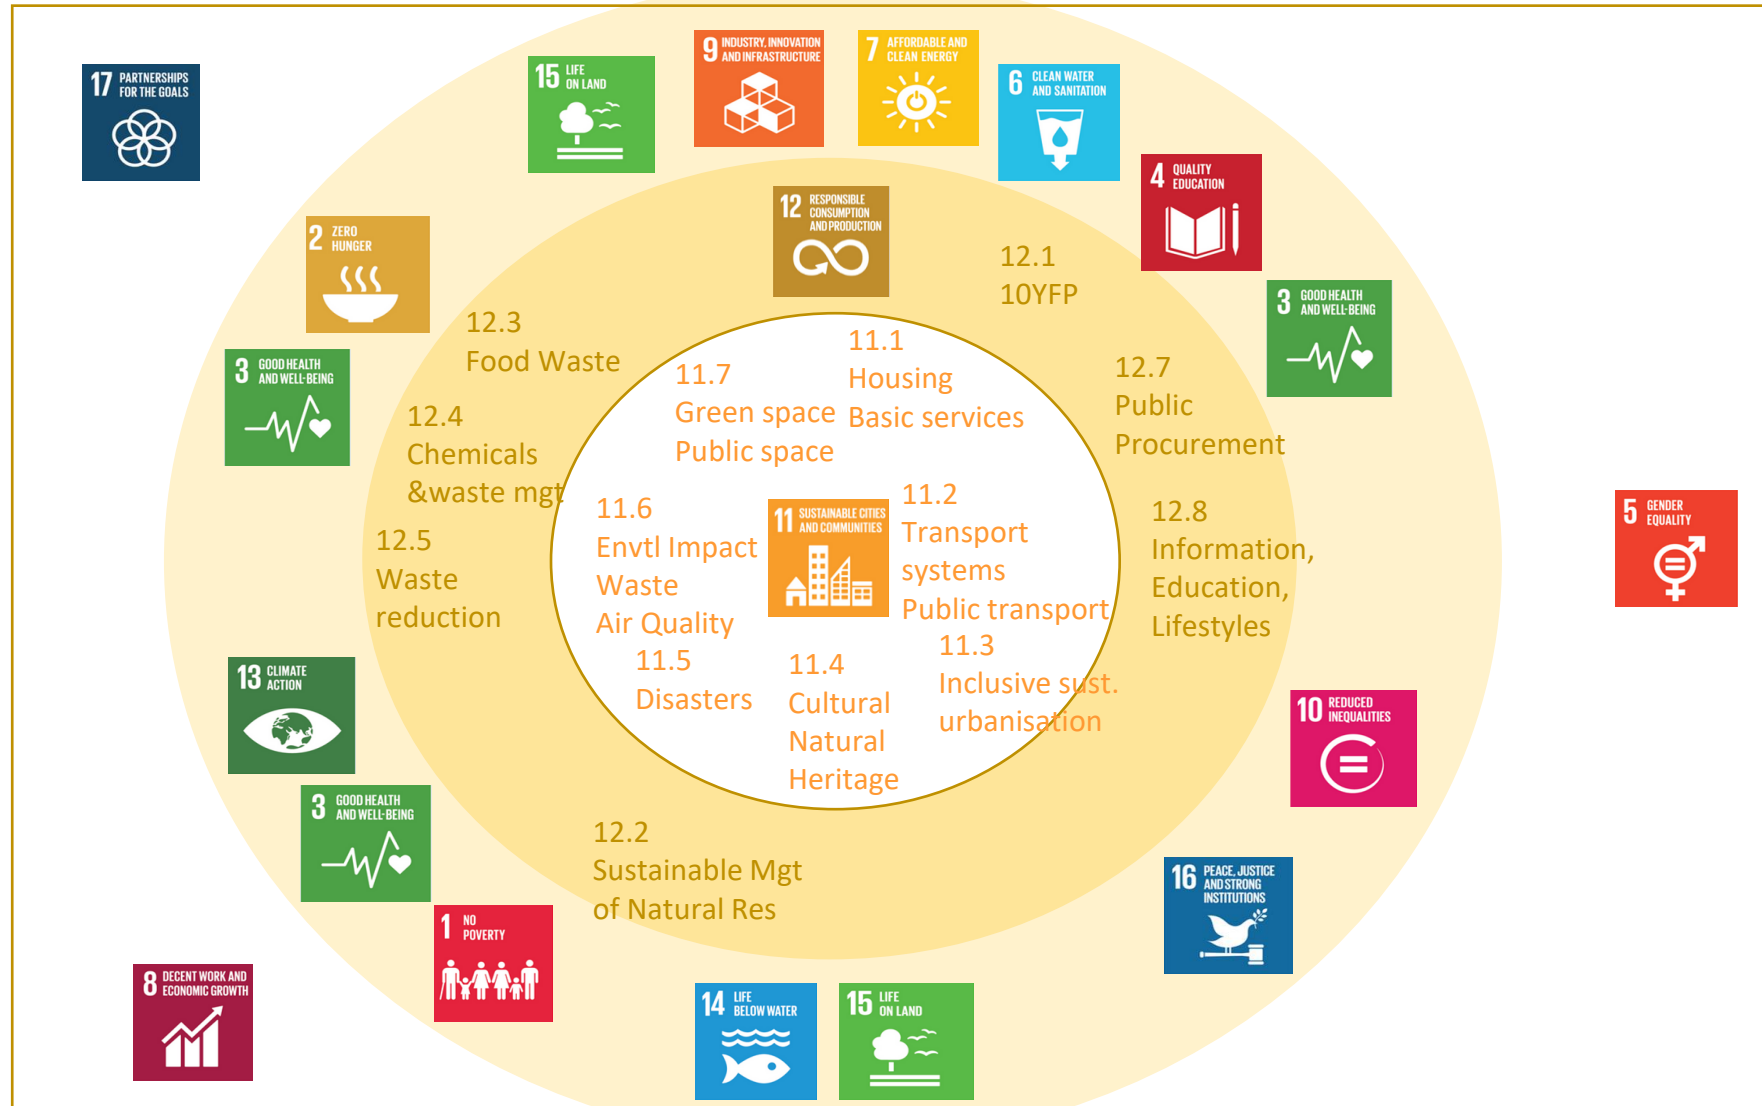 17 PARTNERSHIPS
FOR THE GOALS
15 LIFE
ON LAND
9 INDUSTRY, INNOVATION
AND INFRASTRUCTURE
7 AFFORDABLE AND
CLEAN ENERGY
6 CLEAN WATER
AND SANITATION
4 QUALITY
EDUCATION
2 ZERO
HUNGER
12 RESPONSIBLE
CONSUMPTION
AND PRODUCTION
12.1
10YFP
3 GOOD HEALTH
AND WELL-BEING
12.3
Food Waste
3 GOOD HEALTH
AND WELL-BEING
11.7
Green space
Public space
11.1
Housing
Basic services
12.7
Public
Procurement
12.4
Chemicals
&waste mgt
11.6
Envtl Impact
Waste
Air Quality
11 SUSTAINABLE CITIES
AND COMMUNITIES
11.2
Transport
systems
Public transport
12.8
Information,
Education,
Lifestyles
5 GENDER
EQUALITY
12.5
Waste
reduction
11.5
Disasters
11.4
Cultural
Natural
Heritage
11.3
Inclusive sust.
urbanisation
13 CLIMATE
ACTION
10 REDUCED
INEQUALITIES
3 GOOD HEALTH
AND WELL-BEING
12.2
Sustainable Mgt
of Natural Res
16 PEACE, JUSTICE
AND STRONG
INSTITUTIONS
1 NO
POVERTY
8 DECENT WORK AND
ECONOMIC GROWTH
14 LIFE
BELOW WATER
15 LIFE
ON LAND